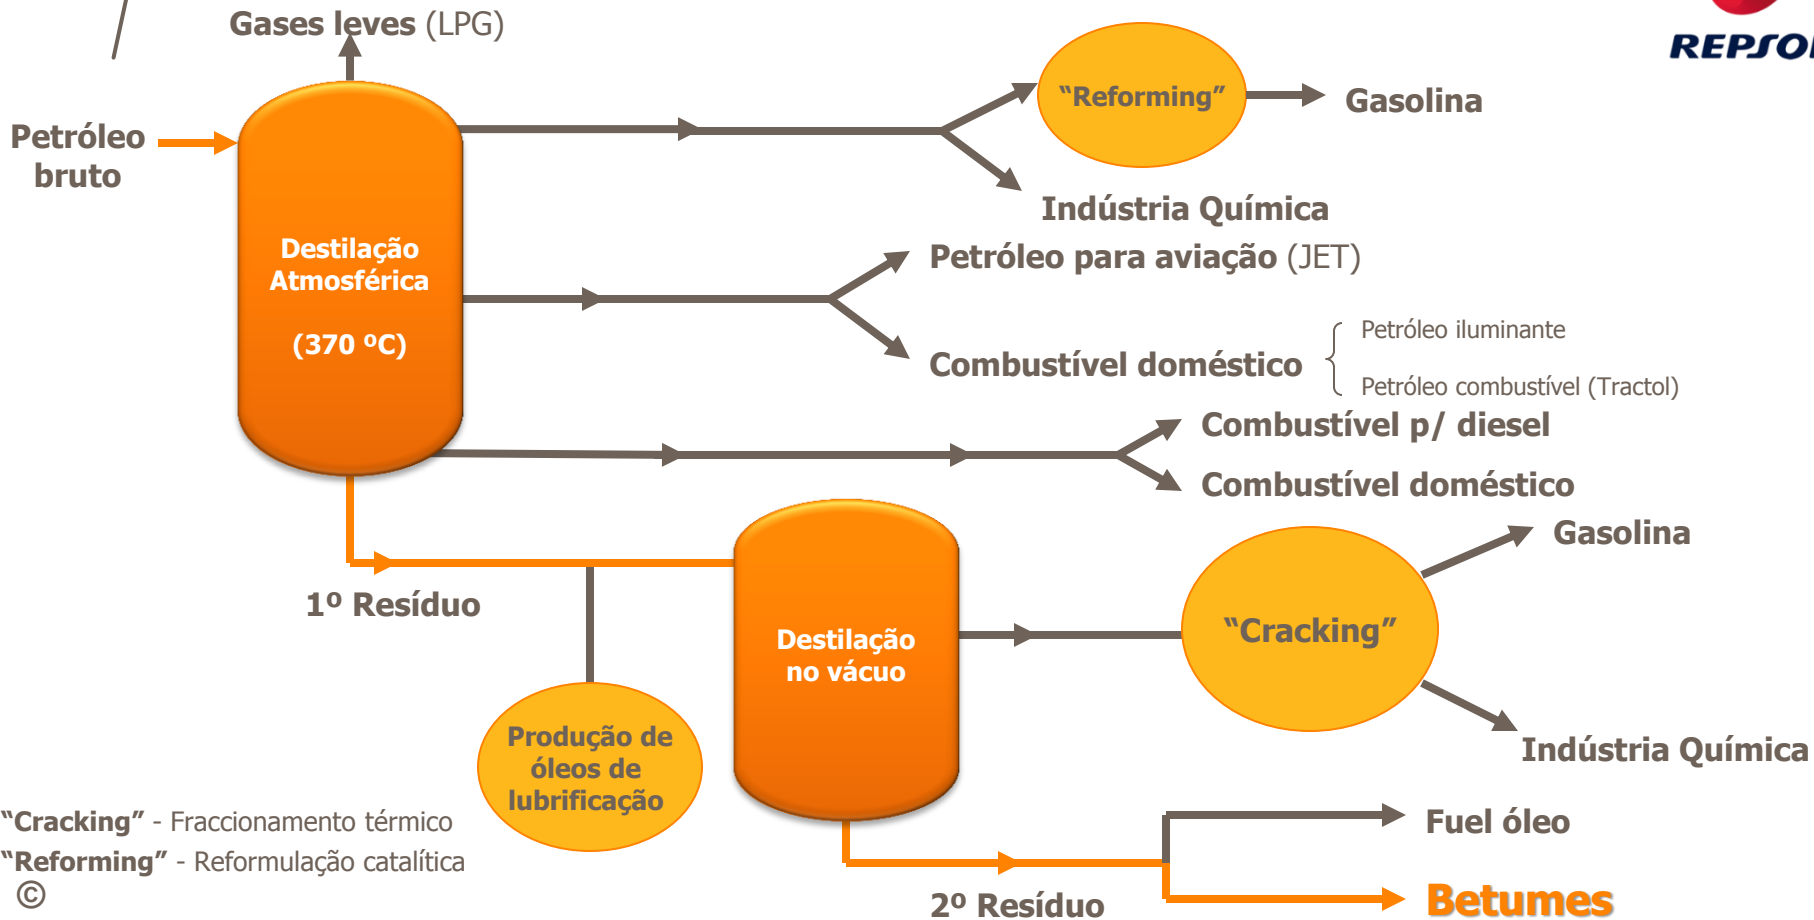 Gases leves (LPG)
REPSOL
Petróleo
bruto
"Reforming"
Gasolina
Indústria Química
Destilação
Atmosférica
(370 ºC)
Petróleo para aviação (JET)
Combustível doméstico
Petróleo iluminante
Petróleo combustível (Tractol)
Combustível p/ diesel
Combustível doméstico
1º Resíduo
Destilação
no vácuo
"Cracking"
Gasolina
Indústria Química
Produção de
óleos de
lubrificação
"Cracking" - Fraccionamento térmico
"Reforming" - Reformulação catalítica
©
2º Resíduo
Fuel óleo
Betumes